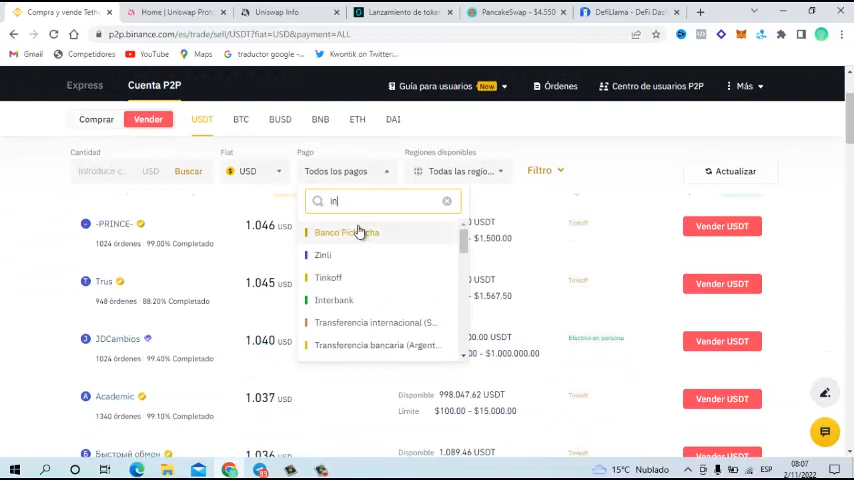 Compra y vende Teth
Home | Uniswap Prot
Uniswap Info
Lanzamiento de token
PancakeSwap - $4.550
DefiLlama - DeFi Dash
p2p.binance.com/es/trade/sell/USDT?fiat=USD&payment=ALL
Gmail
Competidores
YouTube
Maps
traductor google -...
Kwontik on Twitter:...
Express
Cuenta P2P
Guía para usuarios New
Órdenes
Centro de usuarios P2P
Más
Comprar
Vender
USDT
BTC
BUSD
BNB
ETH
DAI
Cantidad
Fiat
Pago
Regiones disponibles
Introduce c...
USD
Buscar
$ USD
Todos los pagos
Todas las regio...
Filtro
Actualizar
in
-PRINCE-
1.046 USD
1024 órdenes 99.00% Completado
USDT
- $1,500.00
Tinkoff
Vender USDT
Banco
Zinli
Tinkoff
Interbank
Transferencia internacional (S...
Transferencia bancaria (Argent...
Trus
1.045 USD
948 órdenes 88.20% Completado
USDT
- $1,567.50
Tinkoff
Vender USDT
JDCambios
1.040 USD
1024 órdenes 99.40% Completado
USDT
- $1.000.000.00
Efectivo en persona
Vender USDT
Academic
1.037 USD
1340 órdenes 99.10% Completado
Disponible 998,047.62 USDT
Límite $100.00 - $15,000.00
Tinkoff
Vender USDT
Быстрый обмен
1.036 USD
Disponible 1,089.46 USDT
Tinkoff
Vender USDT
15°C Nublado
ESP
08:07
2/11/2022